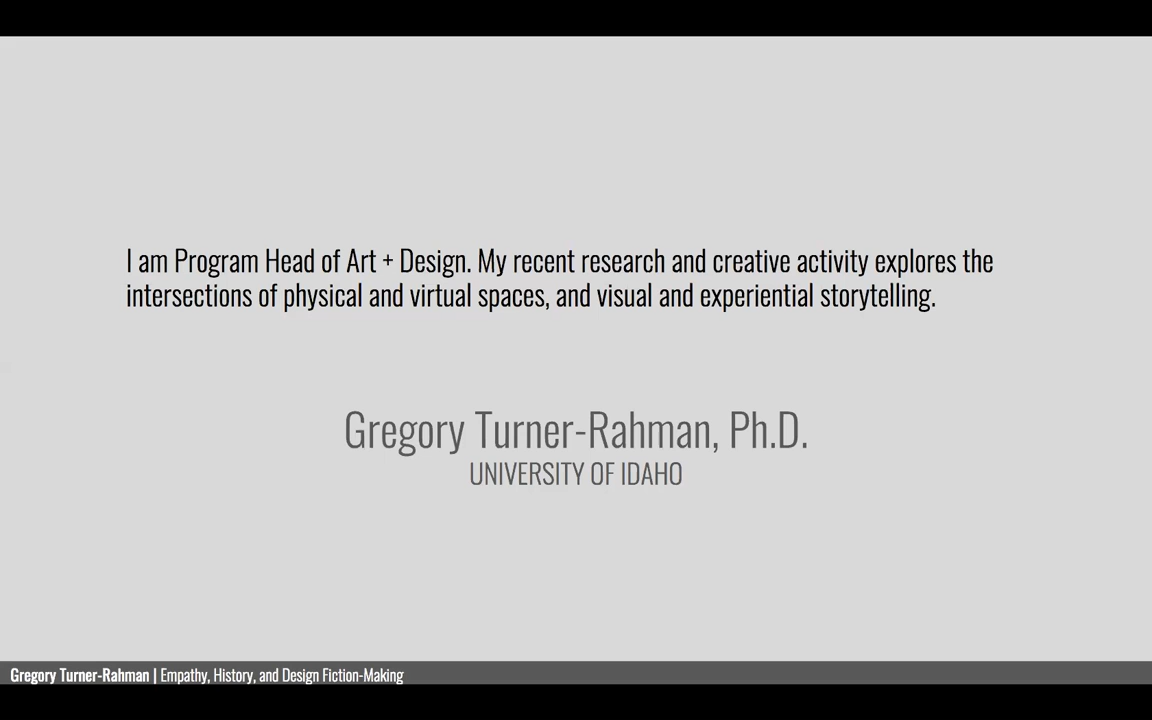 I am Program Head of Art + Design. My recent research and creative activity explores the
intersections of physical and virtual spaces, and visual and experiential storytelling.
Gregory Turner-Rahman, Ph.D.
UNIVERSITY OF IDAHO
Gregory Turner-Rahman | Empathy, History, and Design Fiction-Making